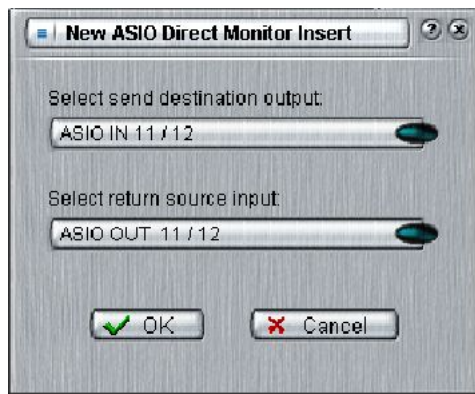 New ASIO Direct Monitor Insert
?
Select send destination output:
ASIO IN 11 / 12
Select return source input:
ASIO OUT 11 / 12
OK
Cancel